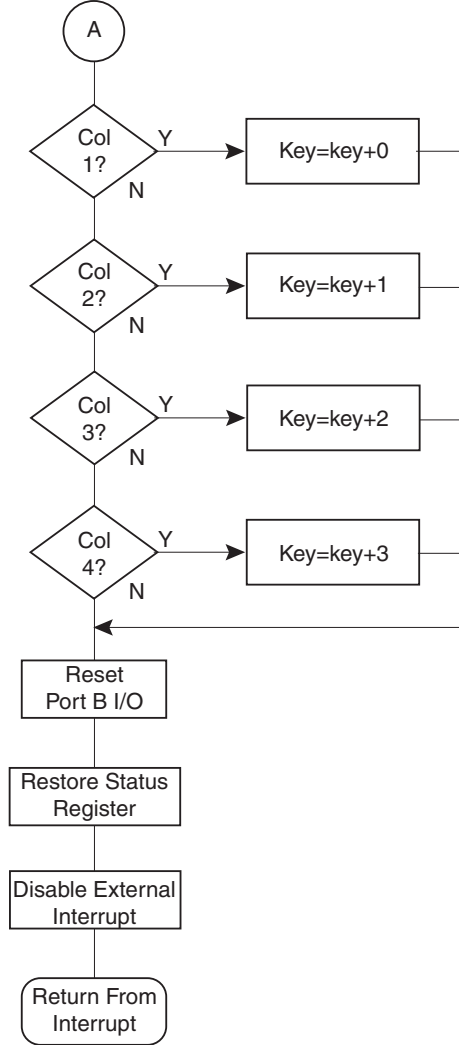 A
Col
1?
Y
Key=key+0
N
Col
2?
Y
Key=key+1
N
Col
3?
Y
Key=key+2
N
Col
4?
Y
Key=key+3
N
Reset
Port B I/O
Restore Status
Register
Disable External
Interrupt
Return From
Interrupt